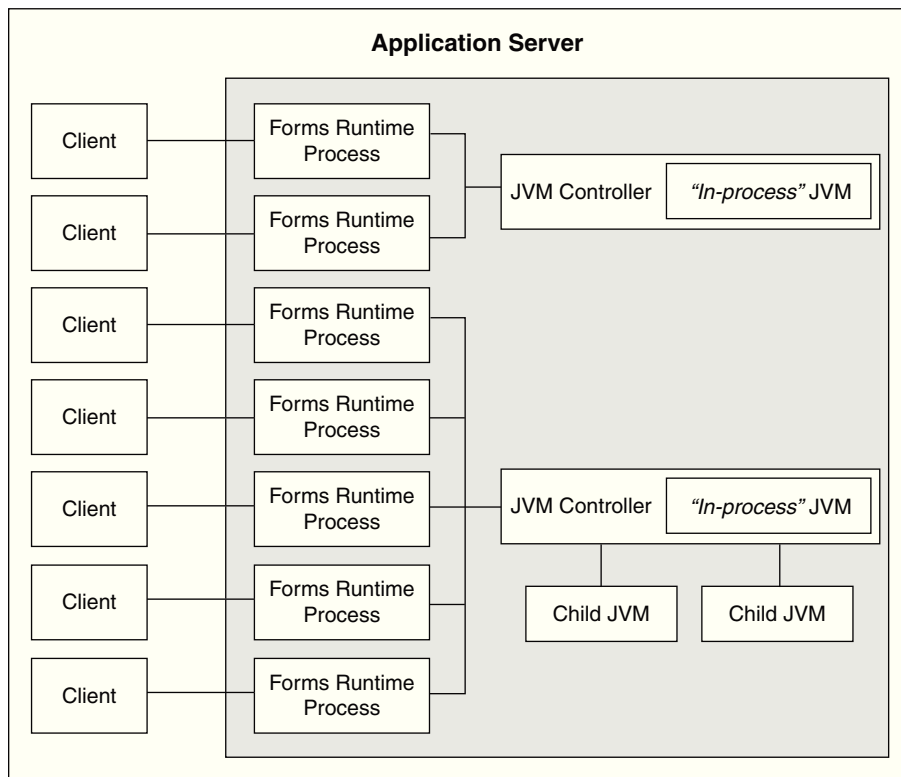 Application Server
Client
Forms Runtime
Process
Client
Forms Runtime
Process
JVM Controller
“In-process” JVM
Client
Forms Runtime
Process
Client
Forms Runtime
Process
Client
Forms Runtime
Process
JVM Controller
“In-process” JVM
Client
Forms Runtime
Process
Child JVM
Child JVM
Client
Forms Runtime
Process